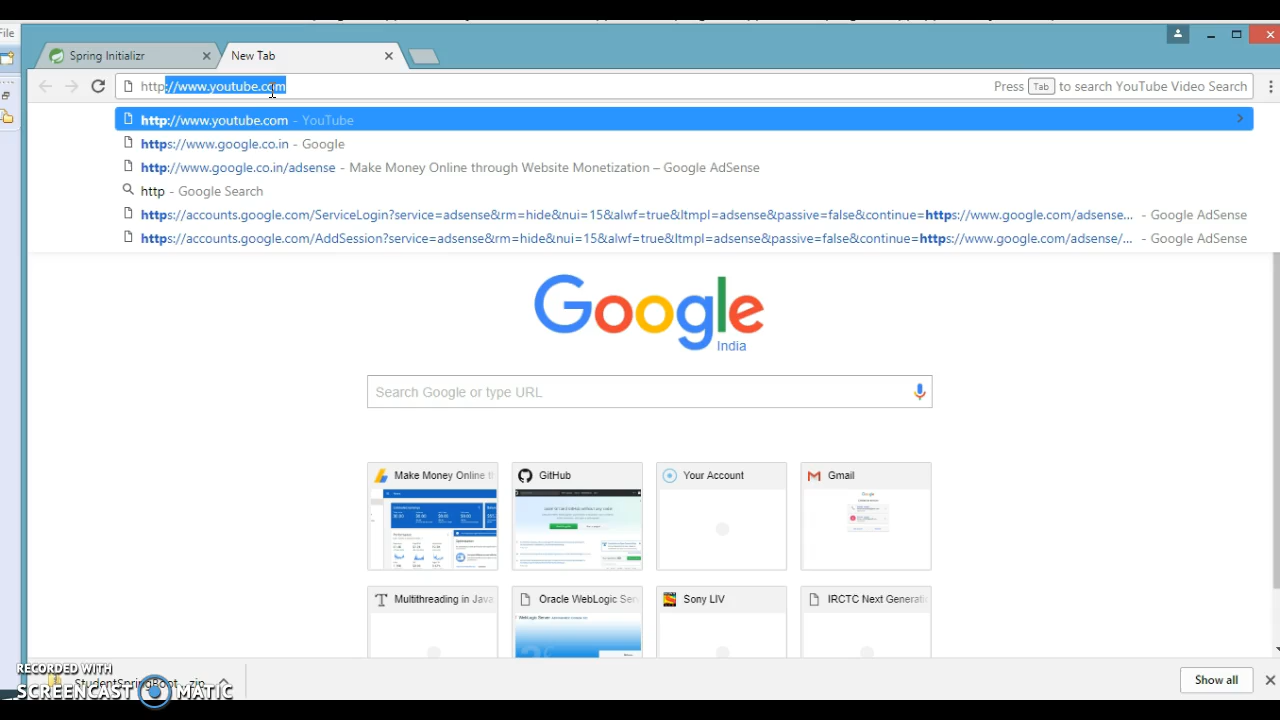 File
Spring Initializr
New Tab
http://www.youtube.com
Press Tab to search YouTube Video Search
http://www.youtube.com - YouTube
https://www.google.co.in - Google
http://www.google.co.in/adsense - Make Money Online through Website Monetization – Google AdSense
http - Google Search
https://accounts.google.com/ServiceLogin?service=adsense&rm=hide&nui=15&alwf=true&ltmpl=adsense&passive=false&continue=https://www.google.com/adsense... - Google AdSense
https://accounts.google.com/AddSession?service=adsense&rm=hide&nui=15&alwf=true&ltmpl=adsense&passive=false&continue=https://www.google.com/adsense/... - Google AdSense
Google
India
Search Google or type URL
Make Money Online
GitHub
Your Account
Gmail
Multithreading in Java
Oracle WebLogic Ser
Sony LIV
IRCTC Next Generati
RECORDED WITH
StudentSpringBoot .zip
SCREENCAST MATIC
Show all